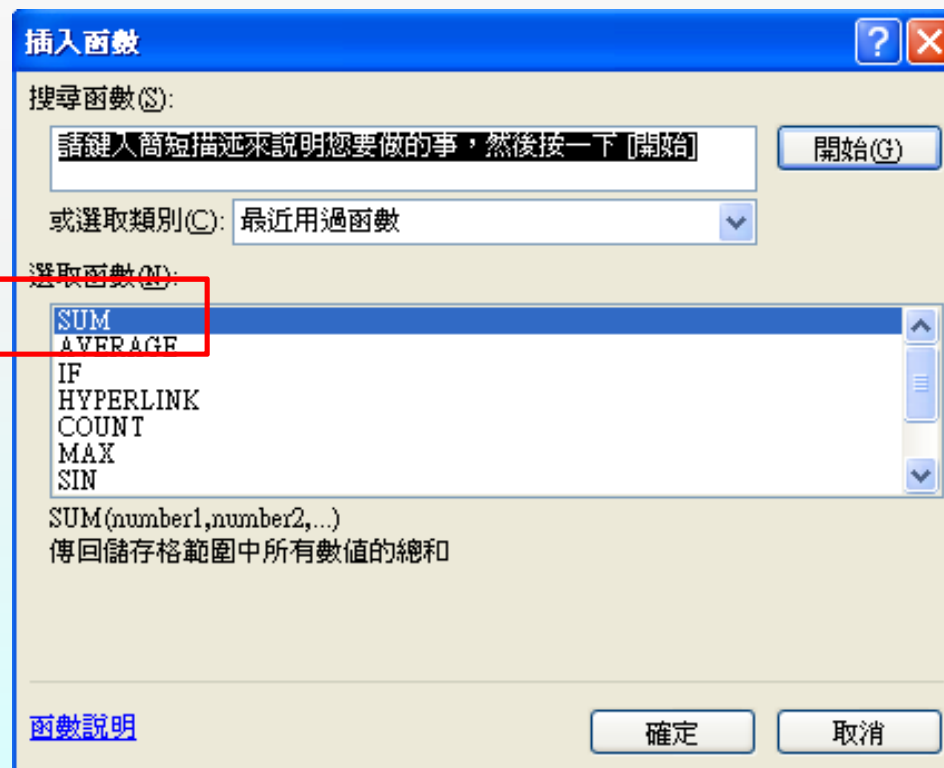 插入函數
搜尋函數(S):
請鍵入簡短描述來說明您要做的事，然後按一下 [開始]
開始(G)
或選取類別(C): 最近用過函數
選取函數(N):
SUM
AVERAGE
IF
HYPERLINK
COUNT
MAX
SIN
SUM(number1,number2,...)
傳回儲存格範圍中所有數值的總和
函數說明
確定
取消